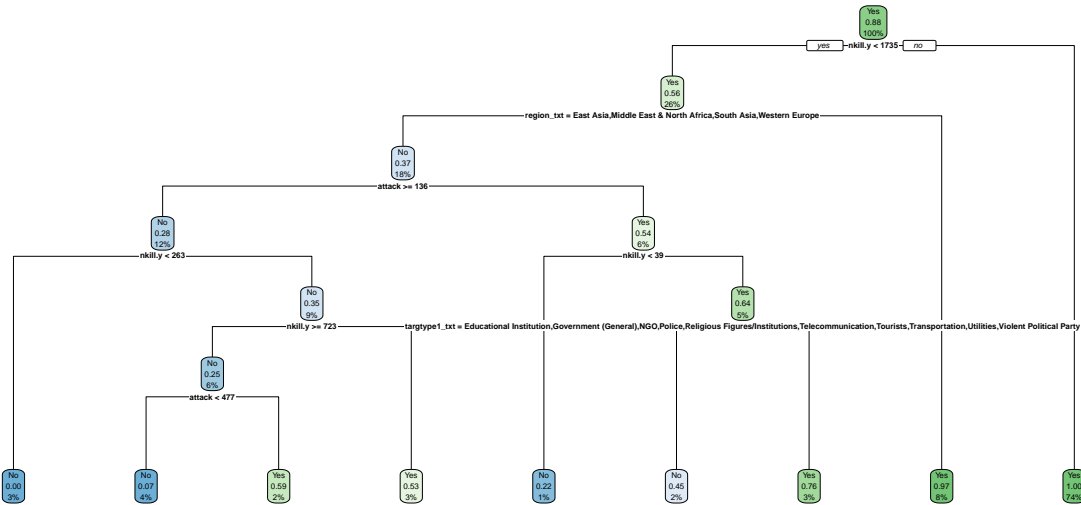 Yes
0.88
100%
yes nkill.y < 1735 no
Yes
0.56
26%
region_txt = East Asia,Middle East & North Africa,South Asia,Western Europe
No
0.37
18%
attack >= 136
No
0.28
12%
nkill.y < 263
Yes
0.54
6%
nkill.y < 39
No
0.35
9%
nkill.y >= 723
Yes
0.64
5%
targtype1_txt = Educational Institution,Government (General),NGO,Police,Religious Figures/Institutions,Telecommunication,Tourists,Transportation,Utilities,Violent Political Party
No
0.25
6%
attack < 477
No
0.00
3%
No
0.07
4%
Yes
0.59
2%
Yes
0.53
3%
No
0.22
1%
No
0.45
2%
Yes
0.76
3%
Yes
0.97
8%
Yes
1.00
74%